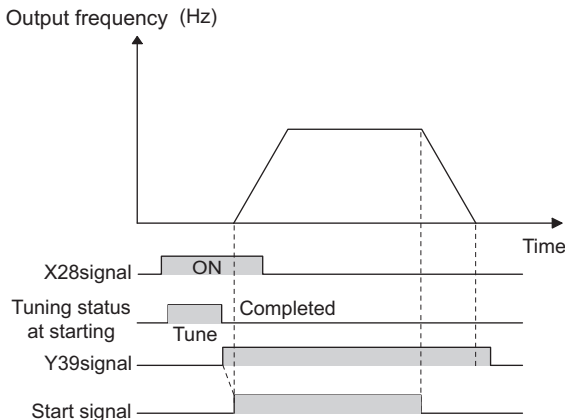 Output frequency (Hz)
Time
X28signal
ON
Tuning status
at starting
Tune
Completed
Y39signal
Start signal